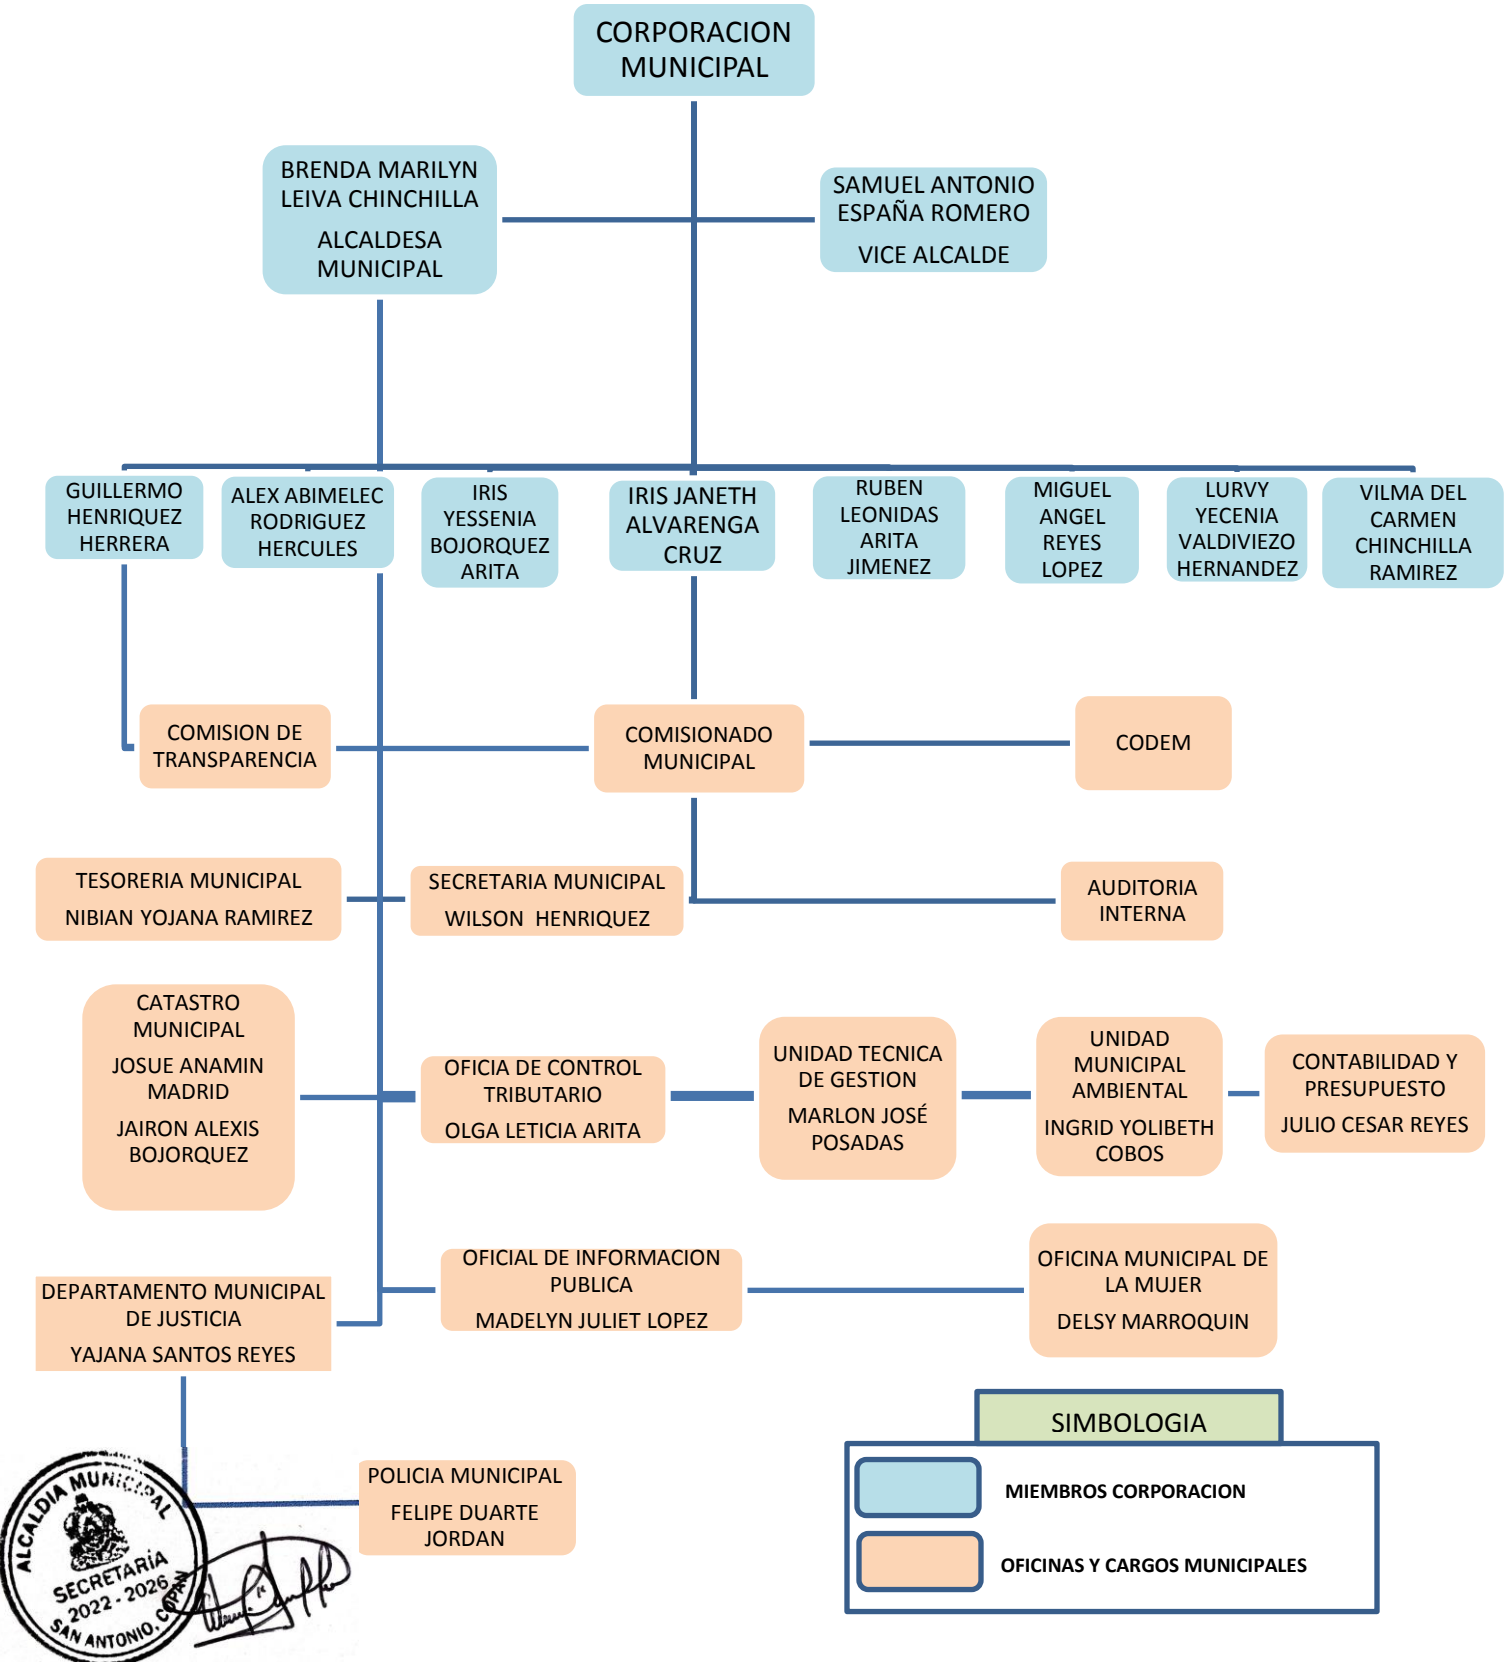 CORPORACION
MUNICIPAL
BRENDA MARILYN
LEIVA CHINCHILLA
ALCALDESA
MUNICIPAL
SAMUEL ANTONIO
ESPAÑA ROMERO
VICE ALCALDE
GUILLERMO
HENRIQUEZ
HERRERA
ALEX ABIMELEC
RODRIGUEZ
HERCULES
IRIS
YESSENIA
BOJORQUEZ
ARITA
IRIS JANETH
ALVARENGA
CRUZ
RUBEN
LEONIDAS
ARITA
JIMENEZ
MIGUEL
ANGEL
REYES
LOPEZ
LURVY
YECENIA
VALDIVIEZO
HERNANDEZ
VILMA DEL
CARMEN
CHINCHILLA
RAMIREZ
COMISION DE
TRANSPARENCIA
COMISIONADO
MUNICIPAL
CODEM
TESORERIA MUNICIPAL
NIBIAN YOJANA RAMIREZ
SECRETARIA MUNICIPAL
WILSON  HENRIQUEZ
AUDITORIA
INTERNA
CATASTRO
MUNICIPAL
JOSUE ANAMIN
MADRID
JAIRON ALEXIS
BOJORQUEZ
OFICIA DE CONTROL
TRIBUTARIO
OLGA LETICIA ARITA
UNIDAD TECNICA
DE GESTION
MARLON JOSÉ
POSADAS
UNIDAD
MUNICIPAL
AMBIENTAL
INGRID YOLIBETH
COBOS
CONTABILIDAD Y
PRESUPUESTO
JULIO CESAR REYES
DEPARTAMENTO MUNICIPAL
DE JUSTICIA
YAJANA SANTOS REYES
OFICIAL DE INFORMACION
PUBLICA
MADELYN JULIET LOPEZ
OFICINA MUNICIPAL DE
LA MUJER
DELSY MARROQUIN
POLICIA MUNICIPAL
FELIPE DUARTE
JORDAN
SIMBOLOGIA
MIEMBROS CORPORACION
OFICINAS Y CARGOS MUNICIPALES
ALCALDIA MUNICIPAL
SECRETARÍA
2022 - 2026
SAN ANTONIO, COPÁN